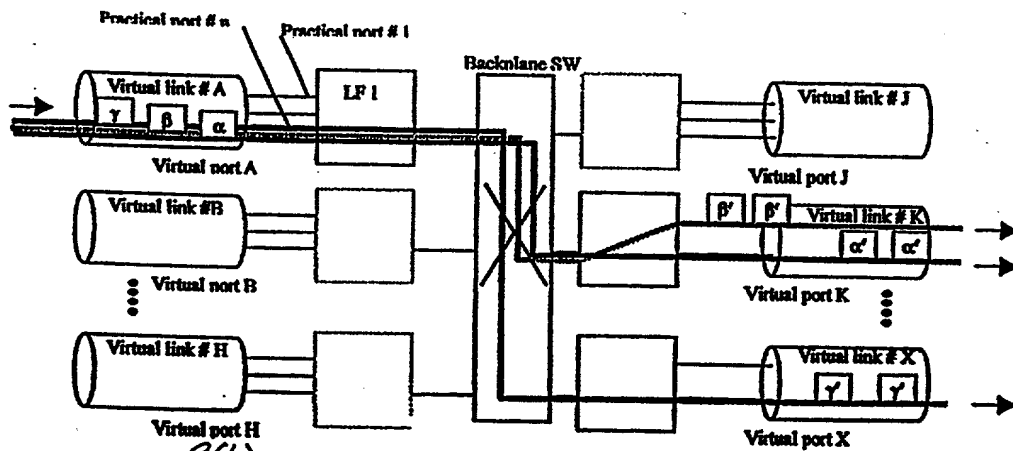 Practical port # n
Practical port # 1
Backplane SW
Virtual link # A
LF 1
Virtual link # J
γ
β
α
Virtual port A
Virtual port J
Virtual link #B
β' β'
Virtual link # K
α' α'
Virtual port B
Virtual port K
Virtual link # H
Virtual link # X
γ' γ'
Virtual port H
Virtual port X